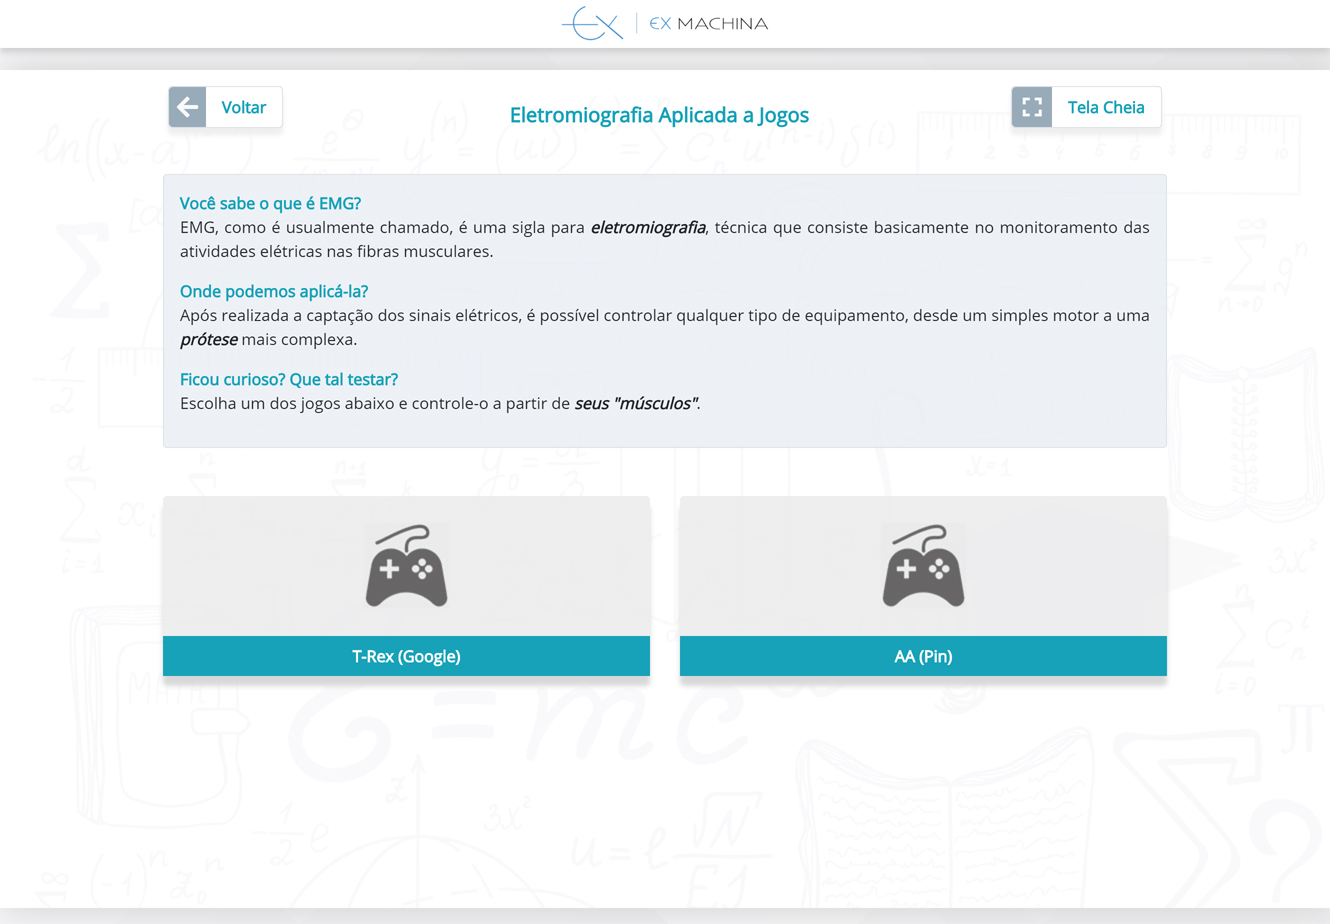 EX MACHINA
Voltar
Eletromiografia Aplicada a Jogos
Tela Cheia
Você sabe o que é EMG?
EMG, como é usualmente chamado, é uma sigla para eletromiografia, técnica que consiste basicamente no monitoramento das
atividades elétricas nas fibras musculares.
Onde podemos aplicá-la?
Após realizada a captação dos sinais elétricos, é possível controlar qualquer tipo de equipamento, desde um simples motor a uma
prótese mais complexa.
Ficou curioso? Que tal testar?
Escolha um dos jogos abaixo e controle-o a partir de seus "músculos".
T-Rex (Google)
AA (Pin)